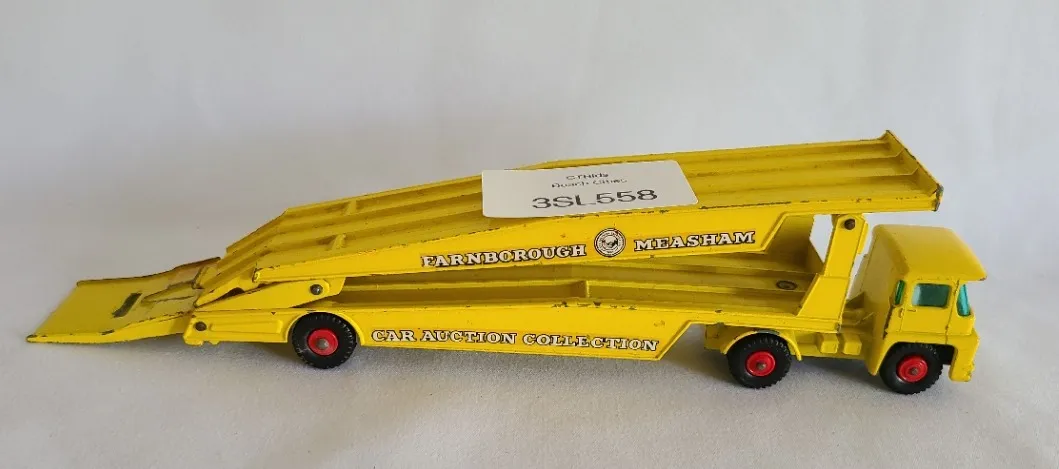 3SL558
FARNBOROUGH MEASHAM
CAR AUCTION COLLECTION